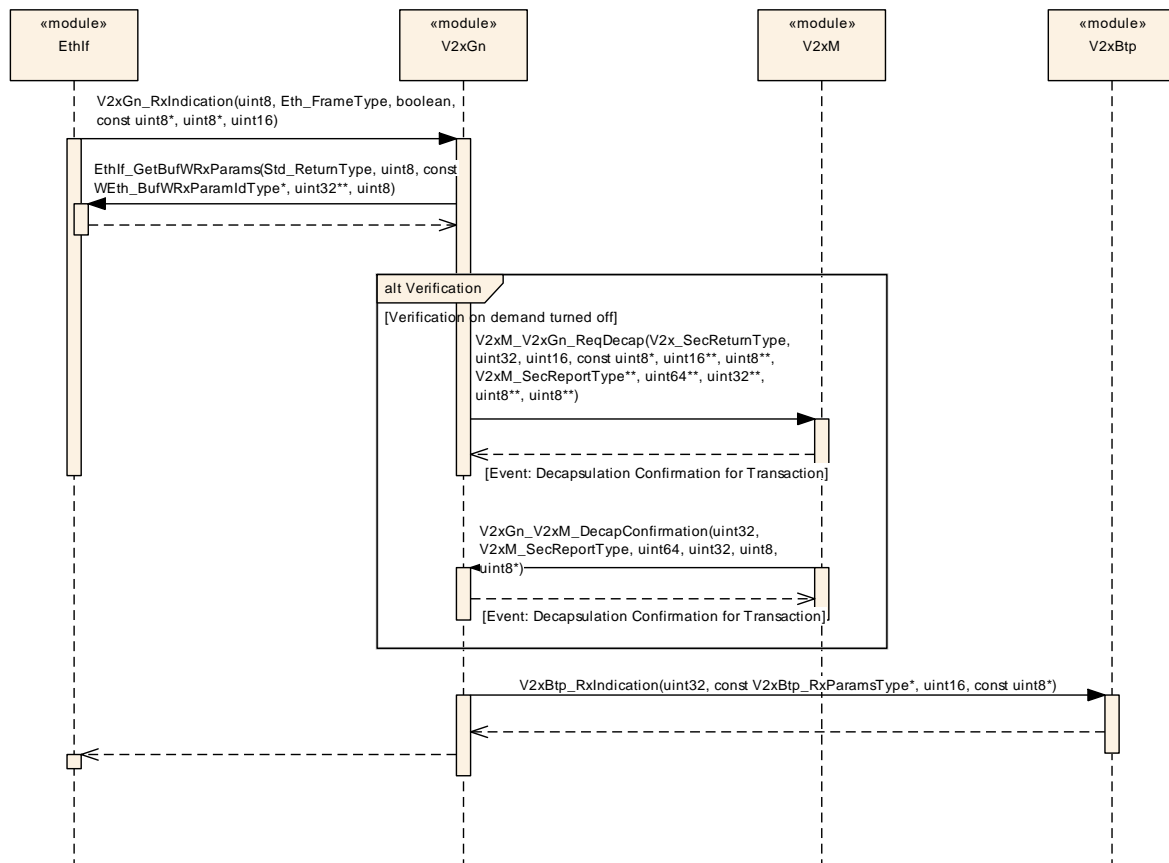 «module»
EthIf
«module»
V2xGn
«module»
V2xM
«module»
V2xBtp
V2xGn_RxIndication(uint8, Eth_FrameType, boolean,
const uint8*, uint8*, uint16)
EthIf_GetBufWRxParams(Std_ReturnType, uint8, const
WEth_BufWRxParamIdType*, uint32**, uint8)
alt Verification
[Verification on demand turned off]
V2xM_V2xGn_ReqDecap(V2x_SecReturnType,
uint32, uint16, const uint8*, uint16**, uint8**,
V2xM_SecReportType**, uint64**, uint32**,
uint8**, uint8**)
[Event: Decapsulation Confirmation for Transaction]
V2xGn_V2xM_DecapConfirmation(uint32,
V2xM_SecReportType, uint64, uint32, uint8,
uint8*)
[Event: Decapsulation Confirmation for Transaction]
V2xBtp_RxIndication(uint32, const V2xBtp_RxParamsType*, uint16, const uint8*)